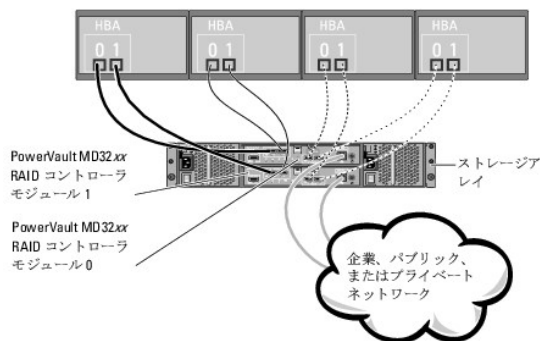 HBA HBA HBA HBA
0 1 0 1 0 1 0 1
PowerVault MD32xx
RAID コントローラ
モジュール 1
ストレージア
レイ
PowerVault MD32xx
RAID コントローラ
モジュール 0
企業、パブリック、
またはプライベート
ネットワーク